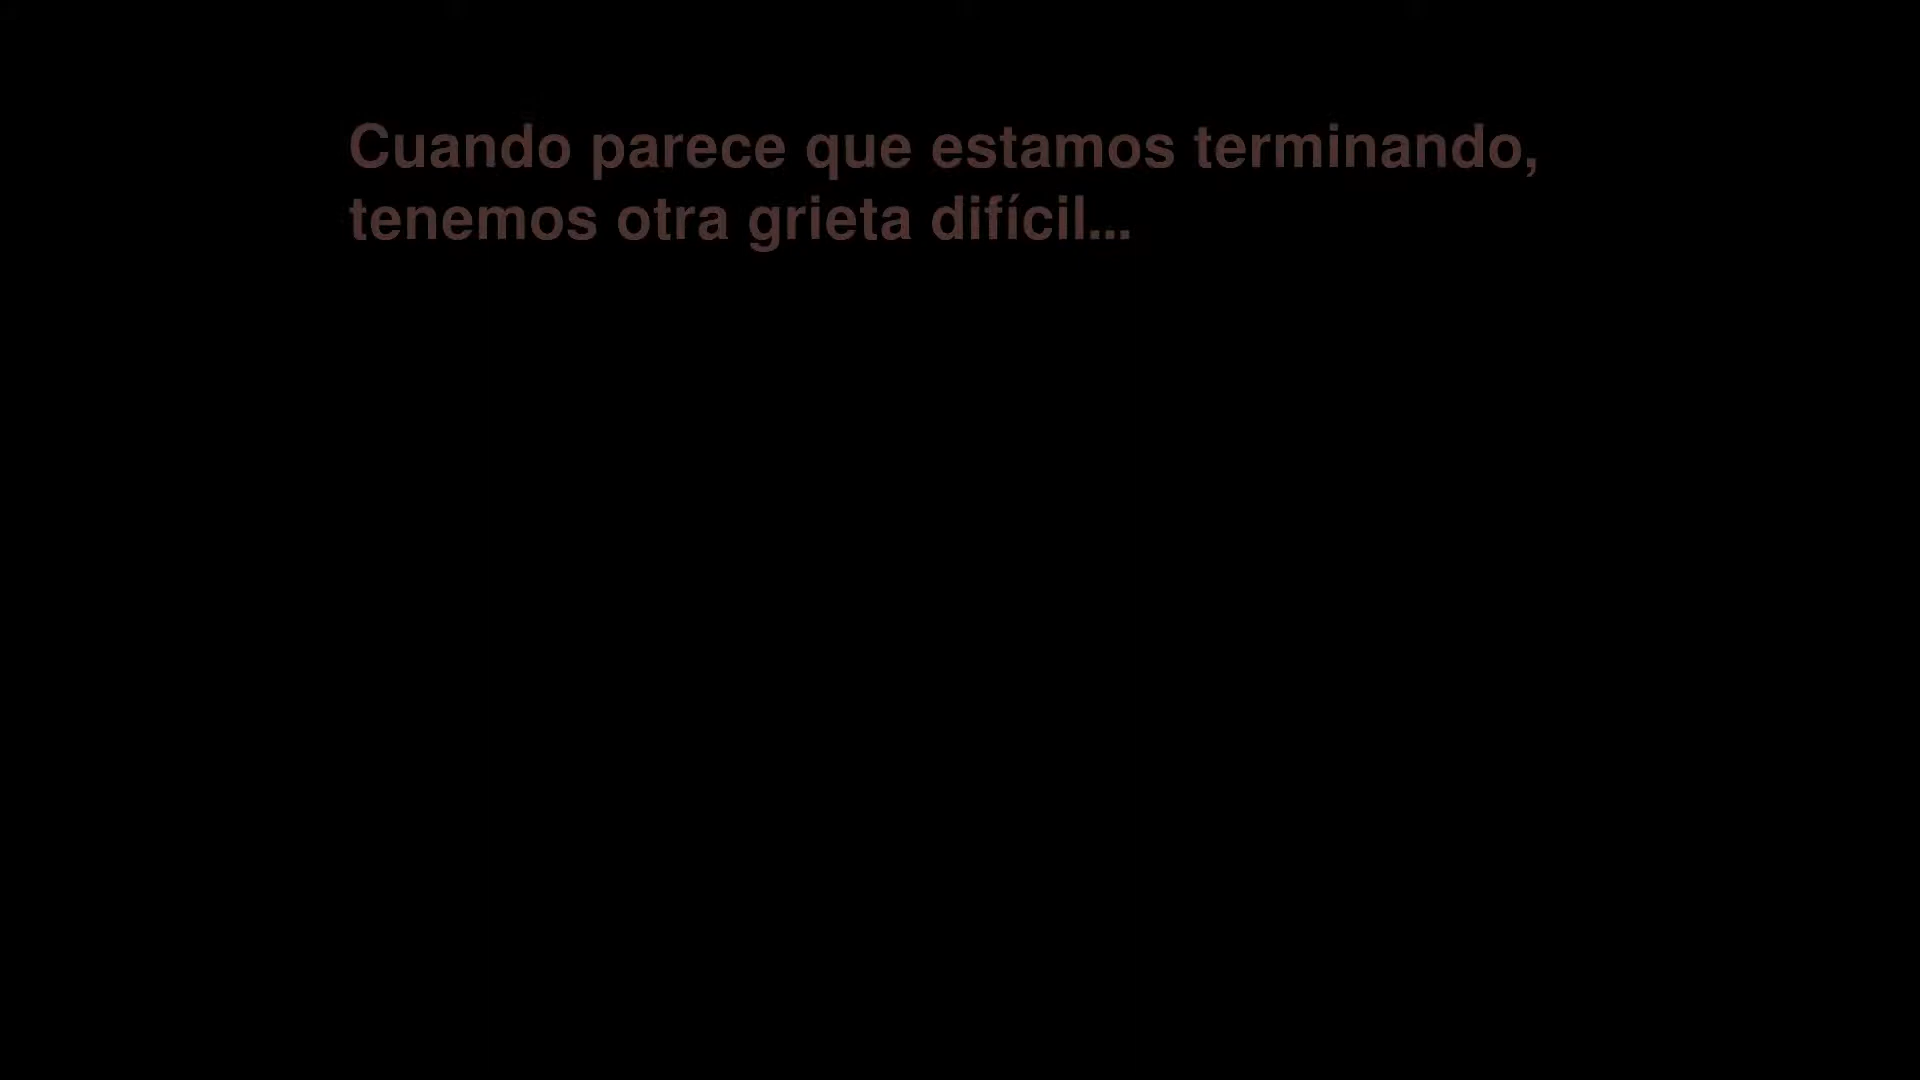 Cuando parece que estamos terminando,
tenemos otra grieta difícil...